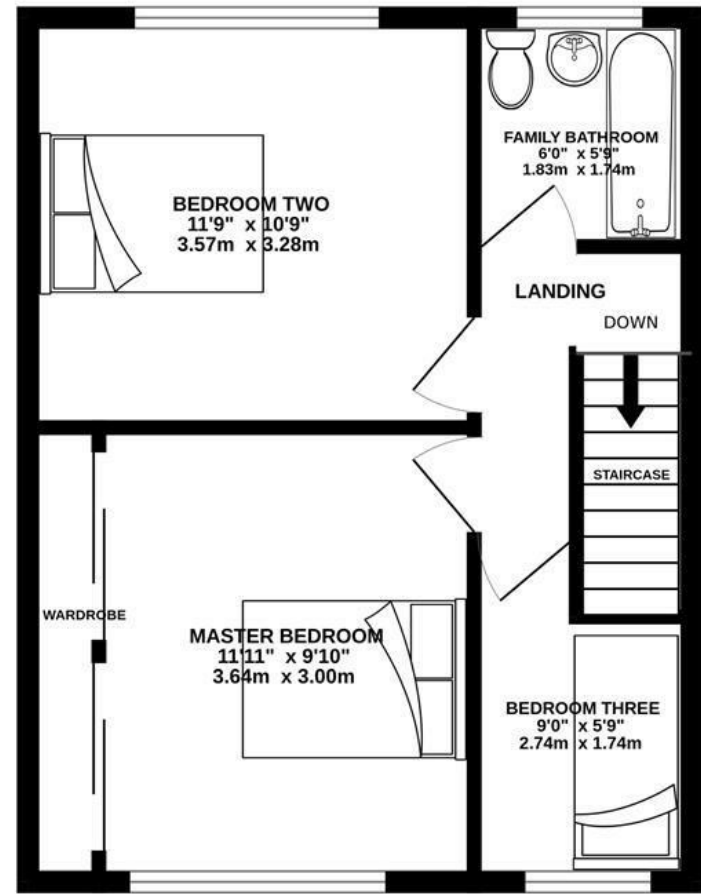 FAMILY BATHROOM
6'0" x 5'9"
1.83m x 1.74m
BEDROOM TWO
11'9" x 10'9"
3.57m x 3.28m
LANDING
DOWN
STAIRCASE
WARDROBE
MASTER BEDROOM
11'11" x 9'10"
3.64m x 3.00m
BEDROOM THREE
9'0" x 5'9"
2.74m x 1.74m